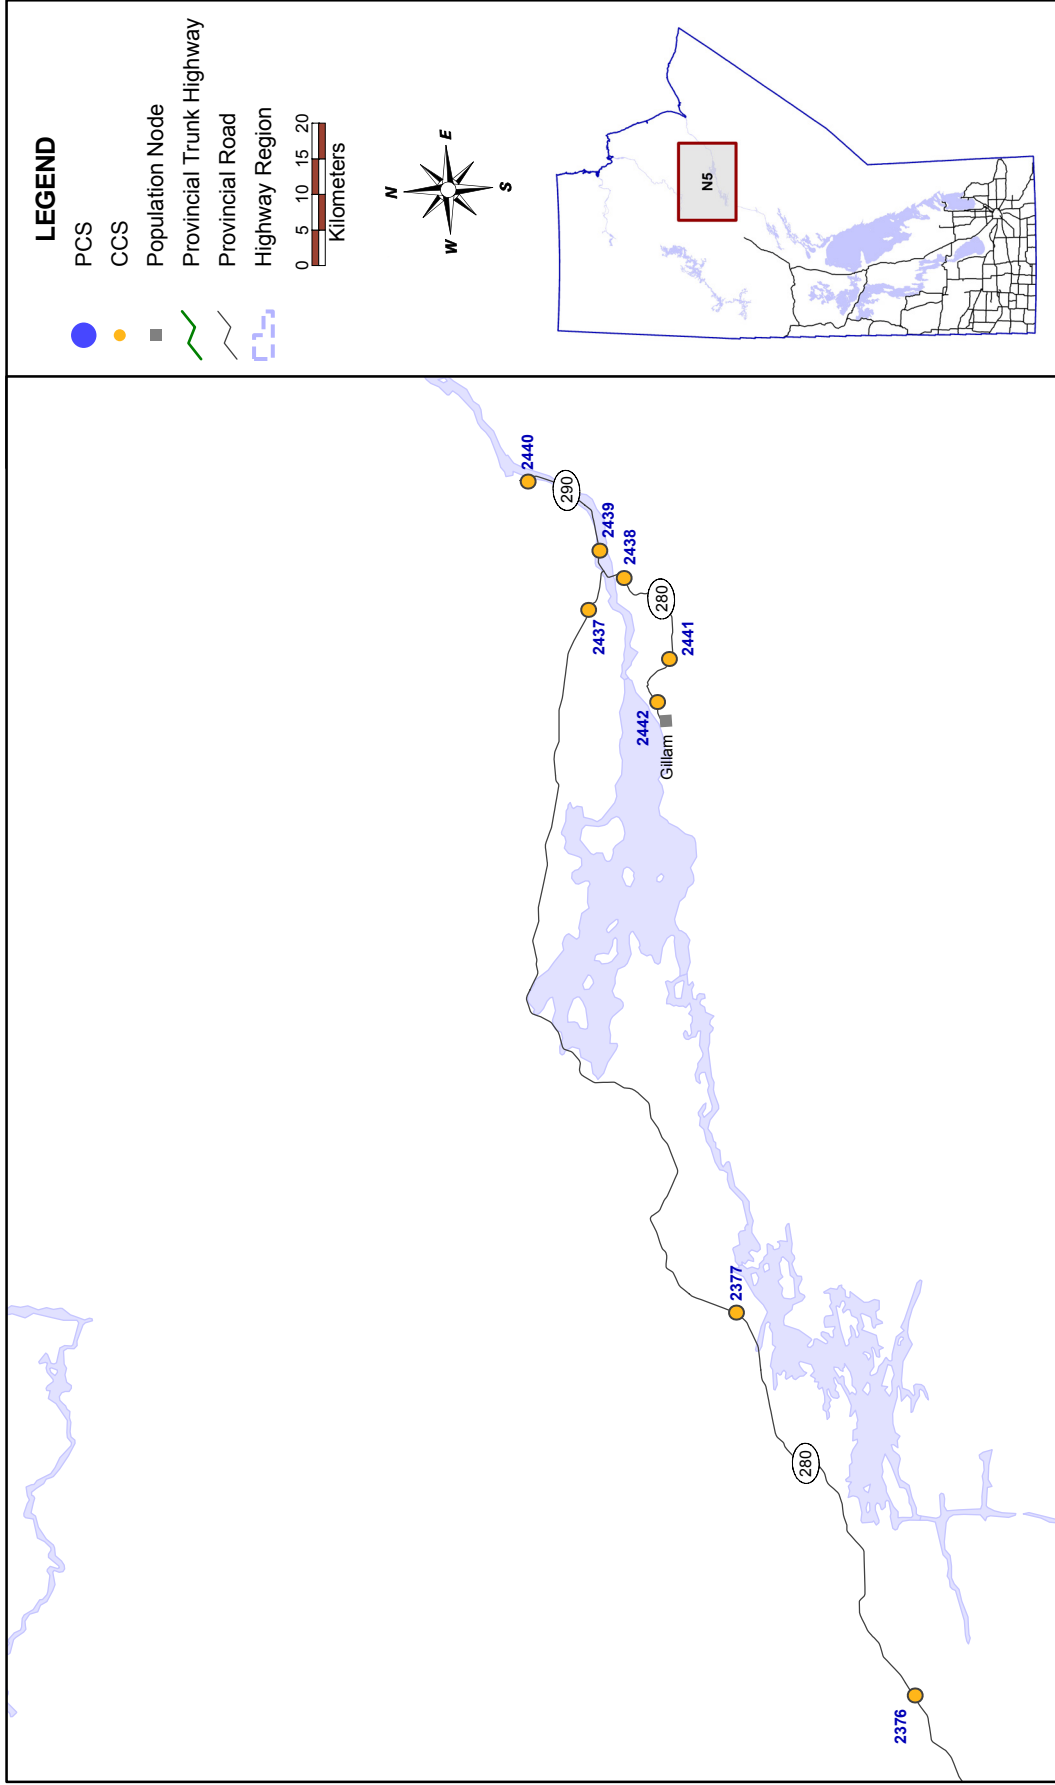 LEGEND
PCS
CCS
Population Node
Provincial Trunk Highway
Provincial Road
Highway Region
0 5 10 15 20
Kilometers
N
W E
S
N5
2440
290
2439
2438
2437
280
2441
2442
Gillam
2377
280
2376